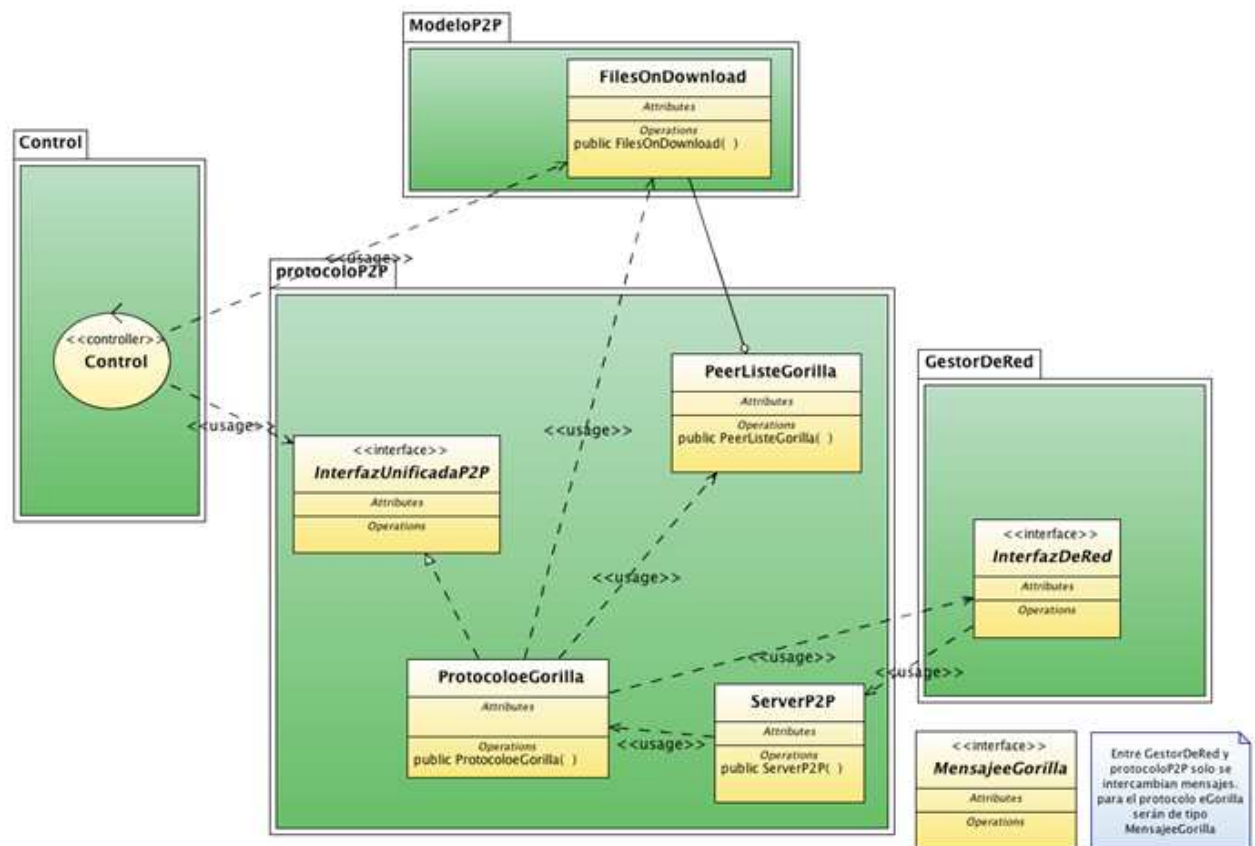 ModeloP2P
FilesOnDownload
Attributes
Operations
public FilesOnDownload( )
Control
<<controller>>
Control
<<usage>>
<<usage>>
protocoloP2P
<<interface>>
InterfazUnificadaP2P
Attributes
Operations
<<usage>>
PeerListeGorilla
Attributes
Operations
public PeerListeGorilla( )
<<usage>>
ProtocoloeGorilla
Attributes
Operations
public ProtocoloeGorilla( )
<<usage>>
ServerP2P
Attributes
Operations
public ServerP2P( )
<<usage>>
<<usage>>
GestorDeRed
<<interface>>
InterfazDeRed
Attributes
Operations
<<interface>>
MensajeeGorilla
Attributes
Operations
Entre GestorDeRed y
protocoloP2P solo se
intercambian mensajes.
para el protocolo eGorilla
serán de tipo
MensajeeGorilla